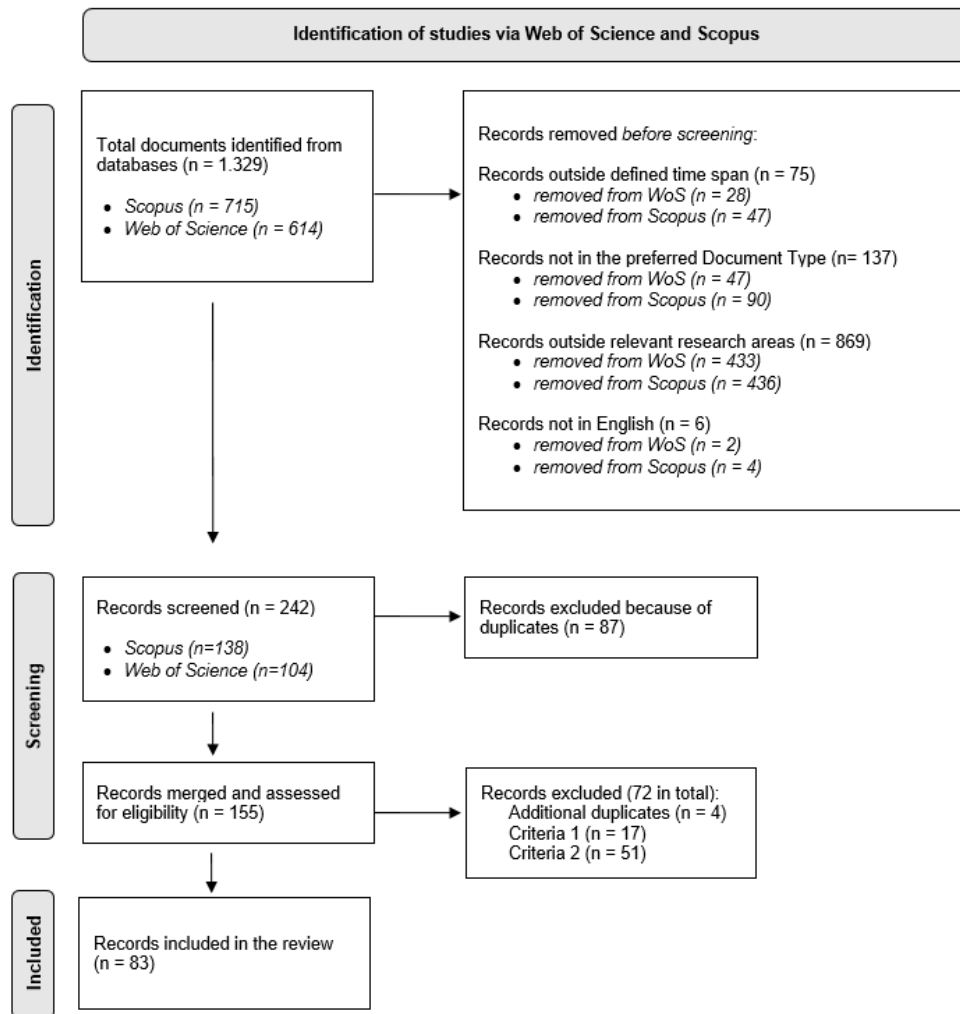 Identification of studies via Web of Science and Scopus
Identification
Total documents identified from
databases (n = 1.329)
• Scopus (n = 715)
• Web of Science (n = 614)
Records removed before screening:
Records outside defined time span (n = 75)
• removed from WoS (n = 28)
• removed from Scopus (n = 47)
Records not in the preferred Document Type (n= 137)
• removed from WoS (n = 47)
• removed from Scopus (n = 90)
Records outside relevant research areas (n = 869)
• removed from WoS (n = 433)
• removed from Scopus (n = 436)
Records not in English (n = 6)
• removed from WoS (n = 2)
• removed from Scopus (n = 4)
Screening
Records screened (n = 242)
• Scopus (n=138)
• Web of Science (n=104)
Records excluded because of
duplicates (n = 87)
Records merged and assessed
for eligibility (n = 155)
Records excluded (72 in total):
Additional duplicates (n = 4)
Criteria 1 (n = 17)
Criteria 2 (n = 51)
Included
Records included in the review
(n = 83)